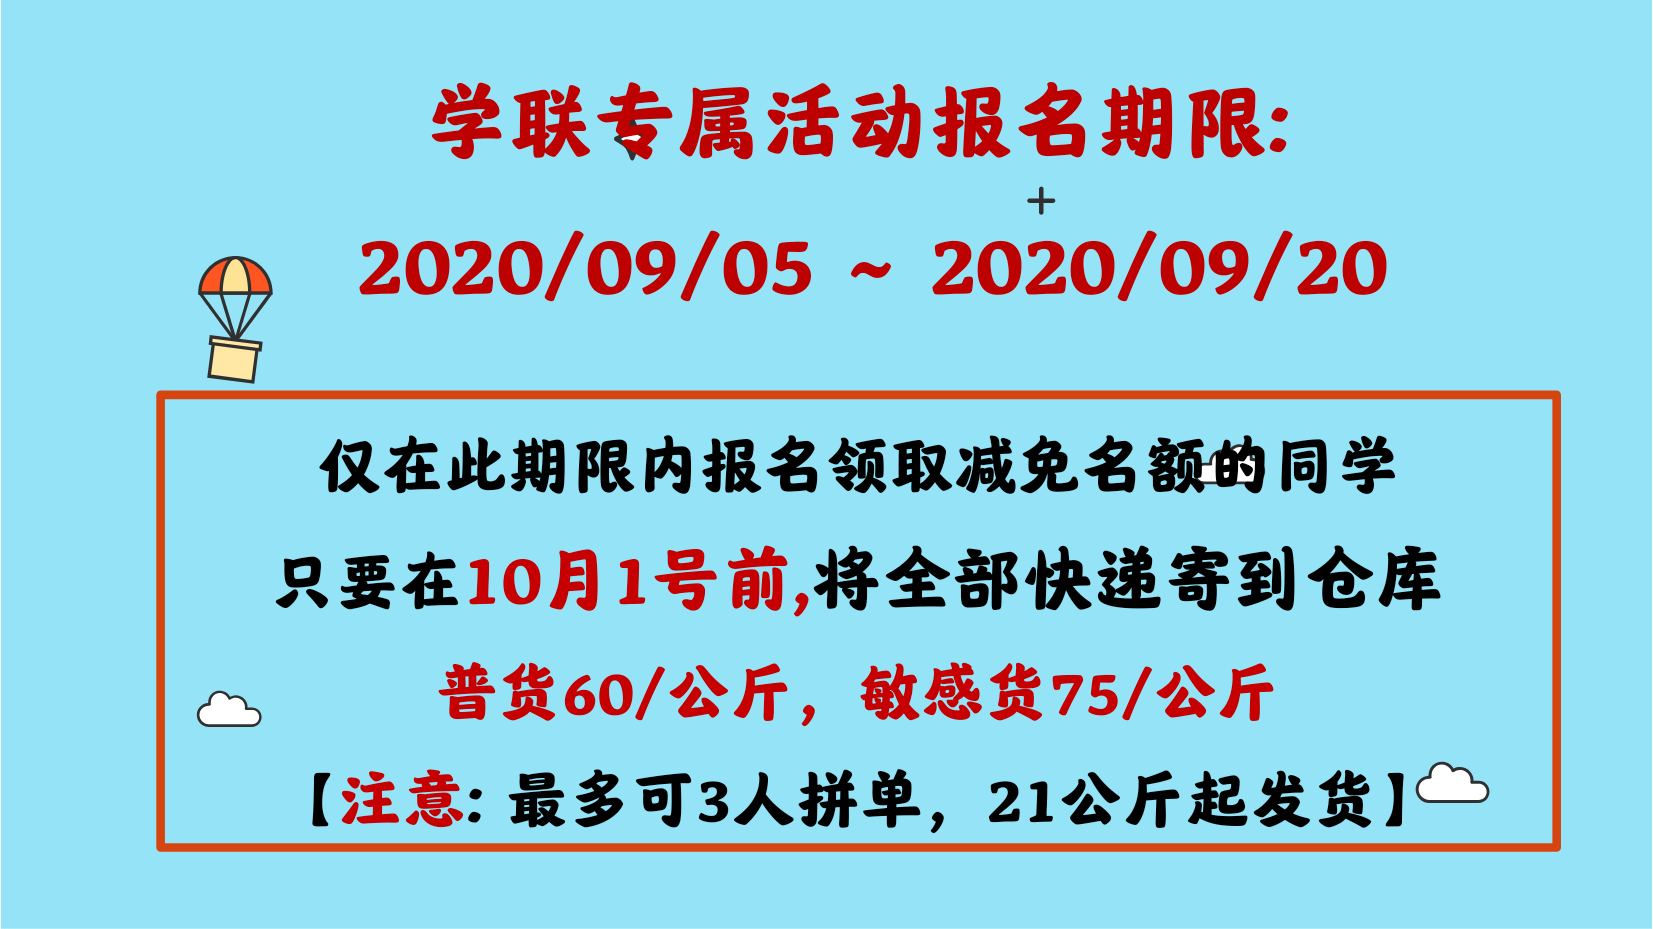 学联专属活动报名期限:
2020/09/05 ~ 2020/09/20
仅在此期限内报名领取减免名额的同学
只要在10月1号前,将全部快递寄到仓库
普货60/公斤，敏感货75/公斤
【注意: 最多可3人拼单，21公斤起发货】